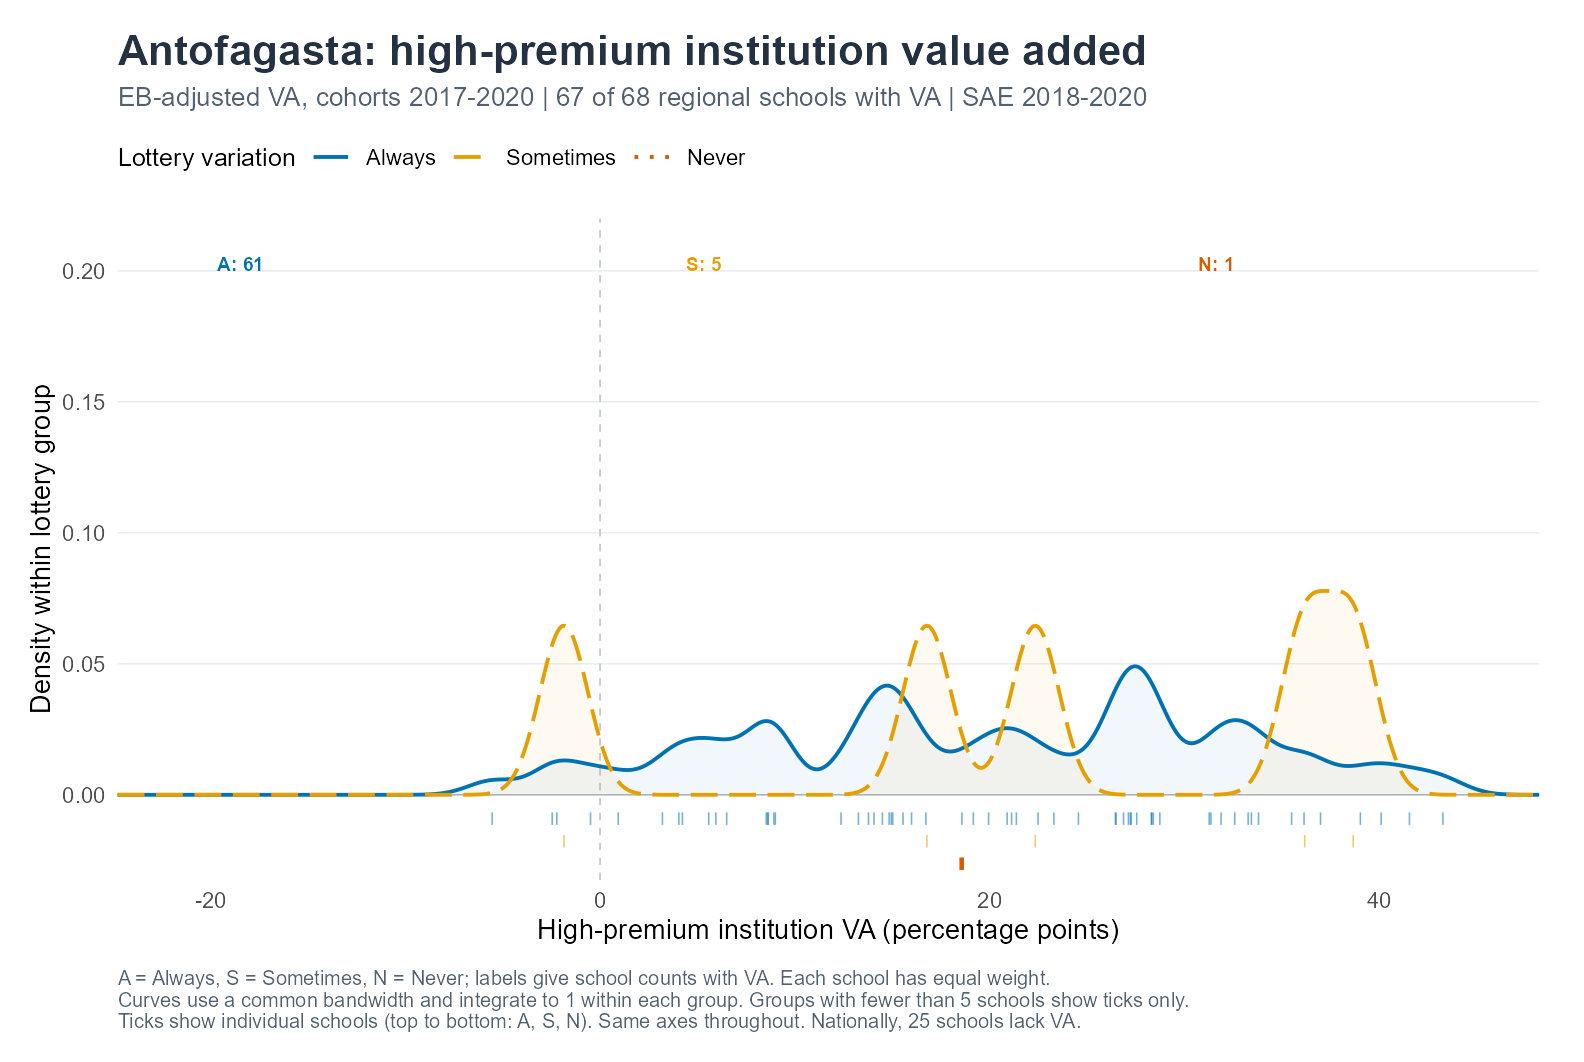 Antofagasta: high-premium institution value added
EB-adjusted VA, cohorts 2017-2020 | 67 of 68 regional schools with VA | SAE 2018-2020
Lottery variation Always Sometimes Never
A: 61 S: 5 N: 1
0.20
0.15
0.10
0.05
0.00
Density within lottery group
-20 0 20 40
High-premium institution VA (percentage points)
A = Always, S = Sometimes, N = Never; labels give school counts with VA. Each school has equal weight.
Curves use a common bandwidth and integrate to 1 within each group. Groups with fewer than 5 schools show ticks only.
Ticks show individual schools (top to bottom: A, S, N). Same axes throughout. Nationally, 25 schools lack VA.